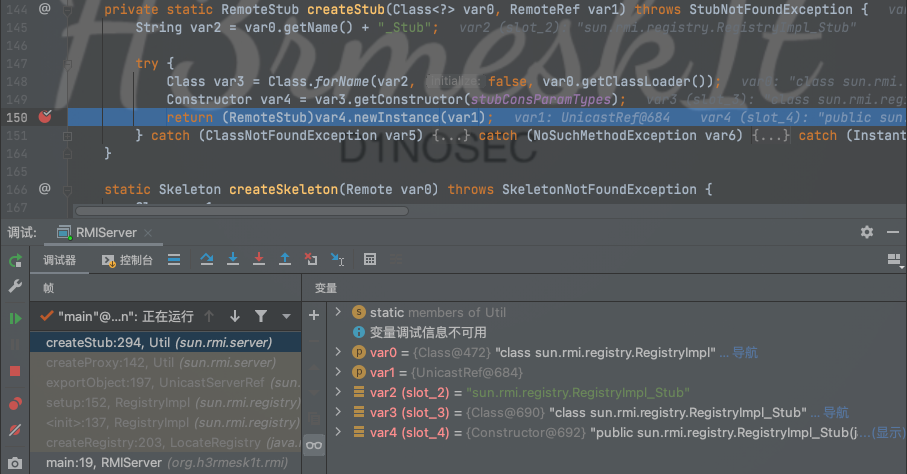 144 @ private static RemoteStub createStub(Class<?> var0, RemoteRef var1) throws StubNotFoundException {
145 String var2 = var0.getName() + "_Stub"; var2 (slot_2): "sun.rmi.registry.RegistryImpl_Stub"
146
147 try {
148 Class var3 = Class.forName(var2, initialize: false, var0.getClassLoader()); var3: "class sun.rmi.
149 Constructor var4 = var3.getConstructor(stubConsParamTypes); var3 (slot_3): "class sun.rmi.reg
150 return (RemoteStub)var4.newInstance(var1); var1: UnicastRef@684 var4 (slot_4): "public sun.
151 } catch (ClassNotFoundException var5) {...} catch (NoSuchMethodException var6) {...} catch (Instant
164 }
165
166 @ static Skeleton createSkeleton(Remote var0) throws SkeletonNotFoundException {
167
H3rmesk1t
D1NOSEC
调试: RMIServer ×
调试器 控制台
帧 变量
"main"@...n": 正在运行
createStub:294, Util (sun.rmi.server)
createProxy:142, Util (sun.rmi.server)
exportObject:197, UnicastServerRef (sun.
setup:152, RegistryImpl (sun.rmi.registry)
<init>:137, RegistryImpl (sun.rmi.registry)
createRegistry:203, LocateRegistry (java.
main:19, RMIServer (org.h3rmesk1t.rmi)
static members of Util
变量调试信息不可用
var0 = {Class@472} "class sun.rmi.registry.RegistryImpl" ... 导航
var1 = {UnicastRef@684}
var2 (slot_2) = "sun.rmi.registry.RegistryImpl_Stub"
var3 (slot_3) = {Class@690} "class sun.rmi.registry.RegistryImpl_Stub" ... 导航
var4 (slot_4) = {Constructor@692} "public sun.rmi.registry.RegistryImpl_Stub(j... (显示)